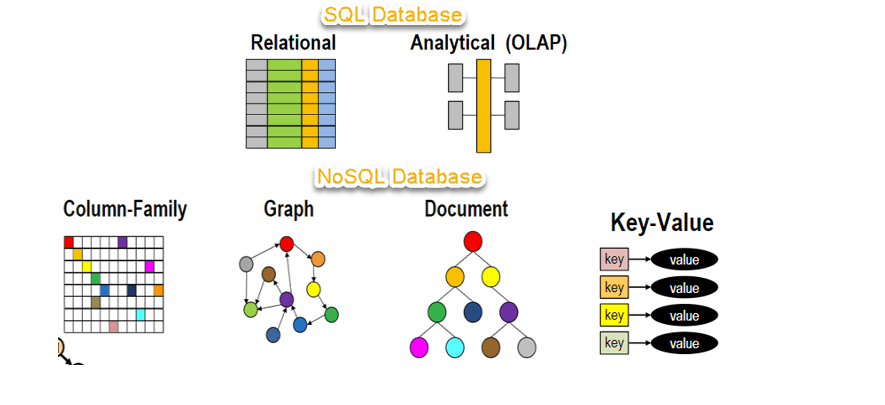 SQL Database
Relational
Analytical (OLAP)
NoSQL Database
Column-Family
Graph
Document
Key-Value
key
value
key
value
key
value
key
value